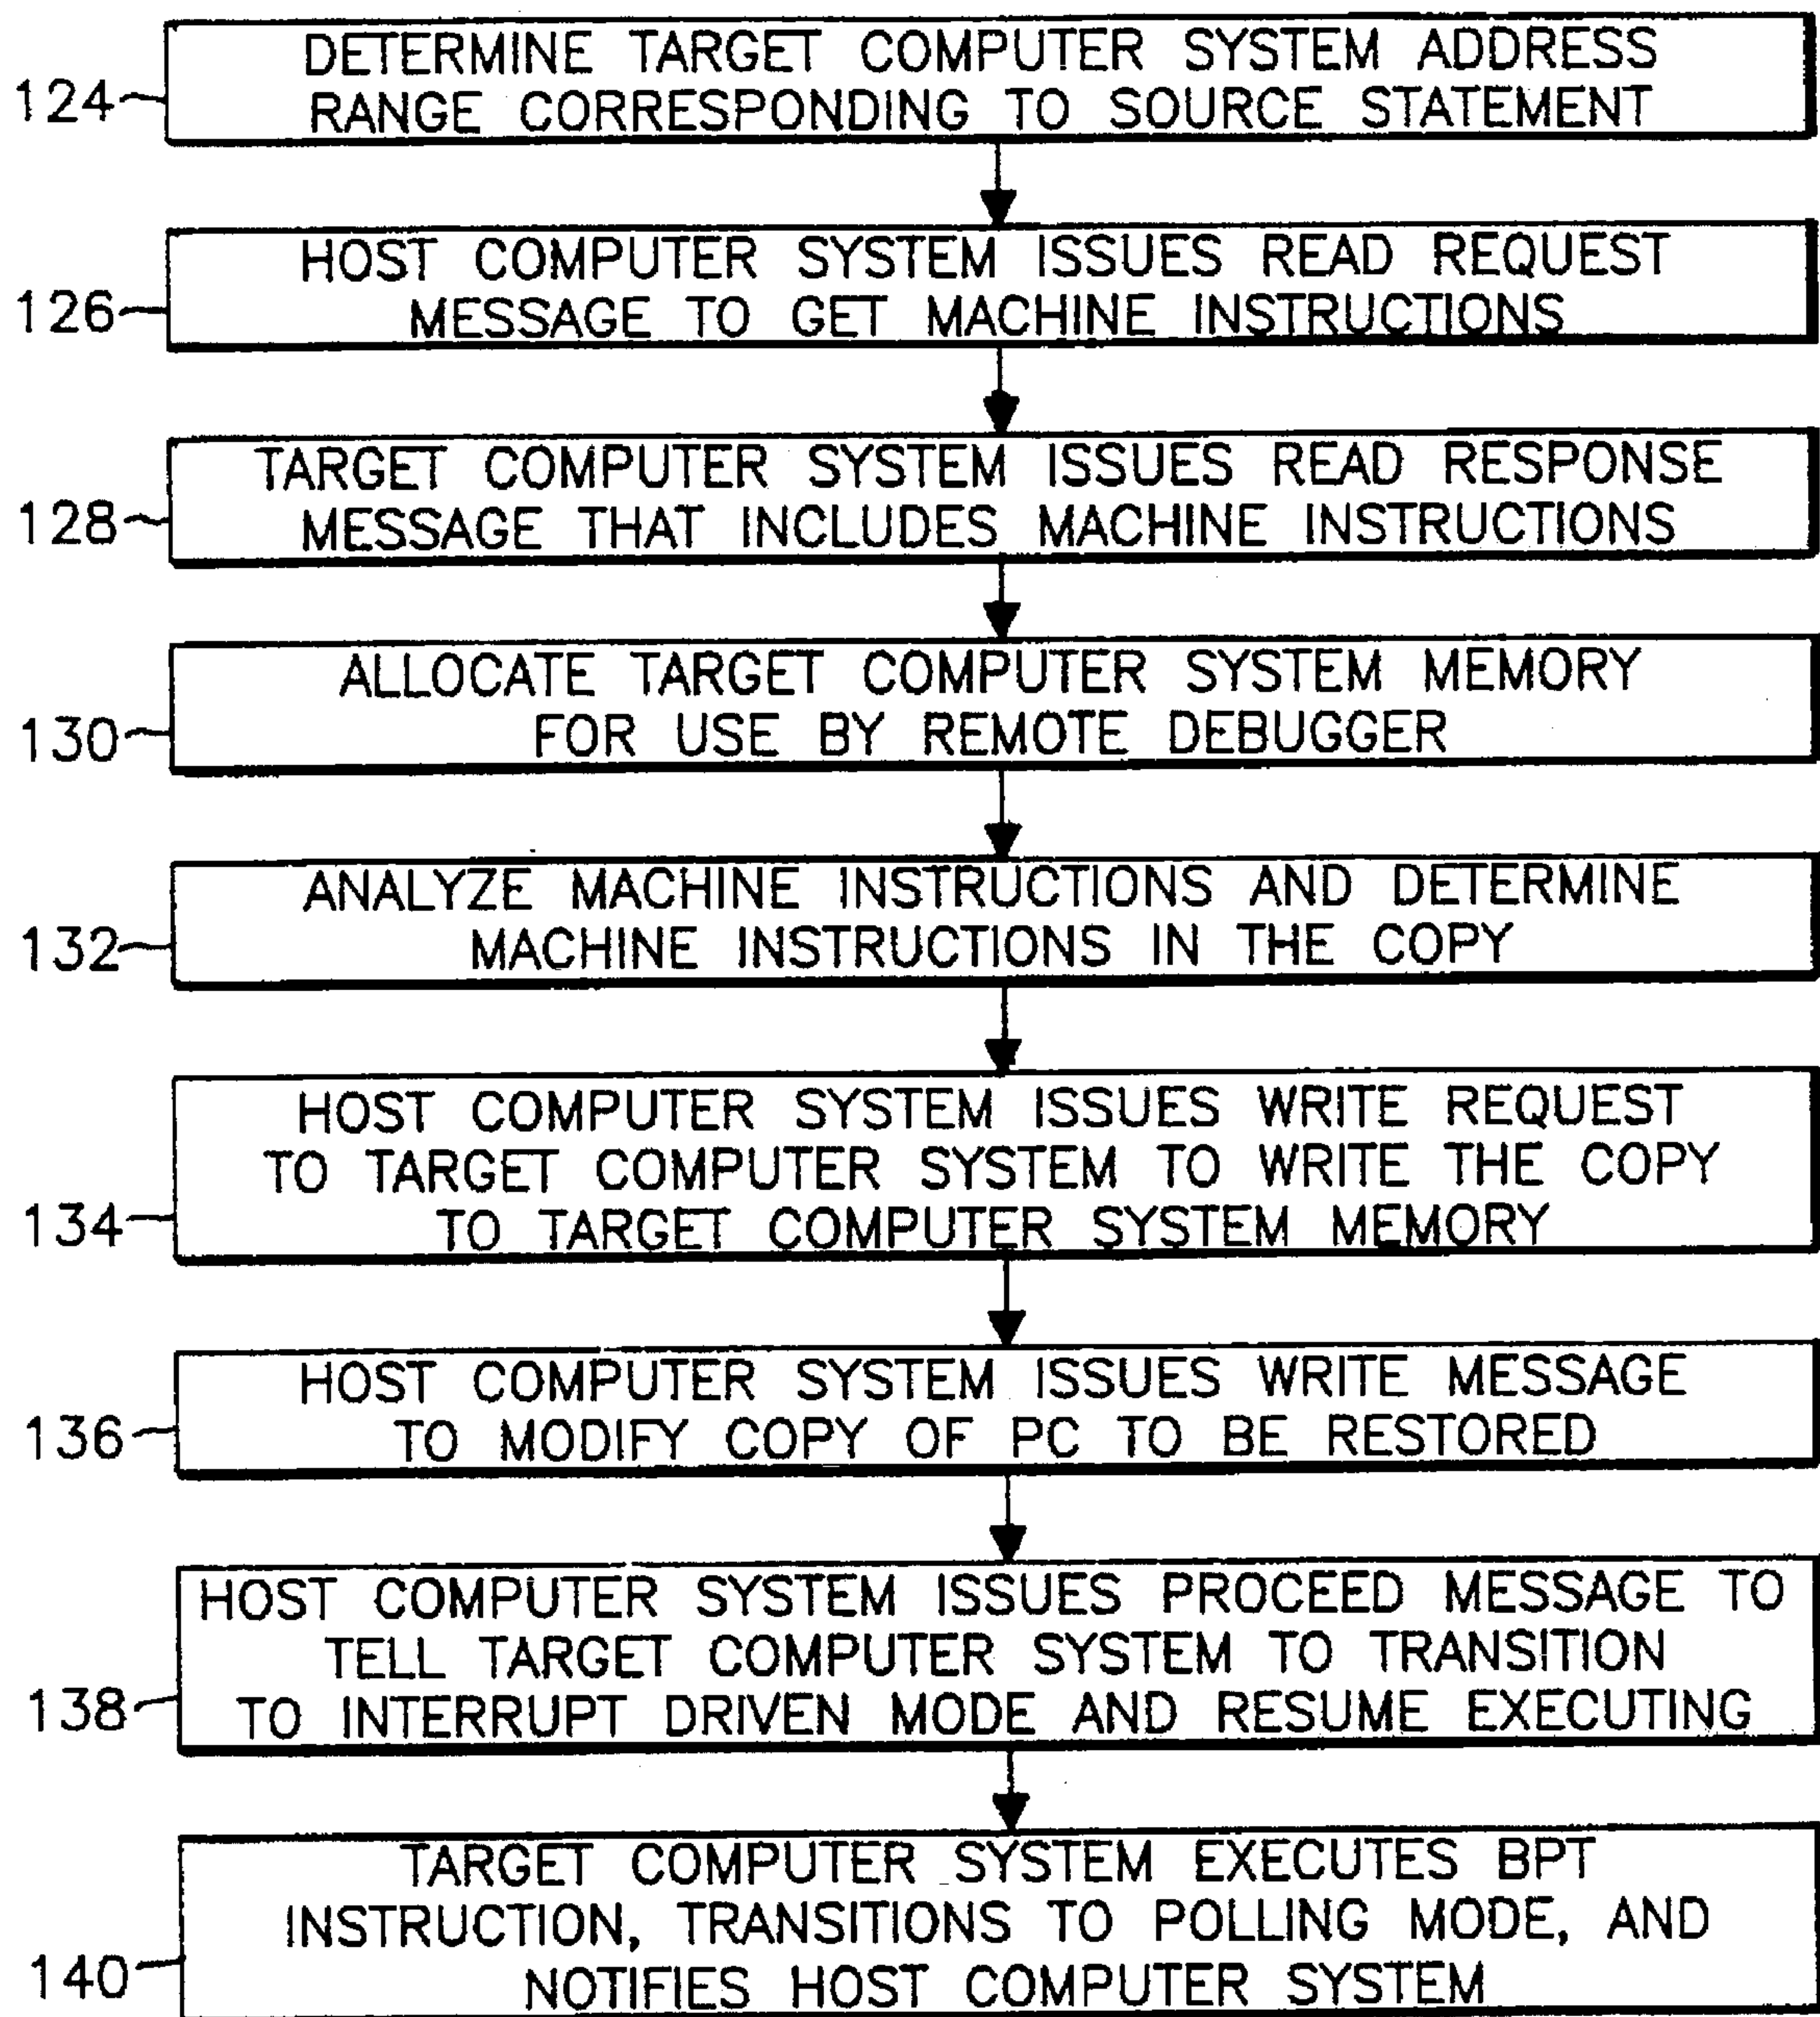 DETERMINE TARGET COMPUTER SYSTEM ADDRESS
RANGE CORRESPONDING TO SOURCE STATEMENT
124
HOST COMPUTER SYSTEM ISSUES READ REQUEST
MESSAGE TO GET MACHINE INSTRUCTIONS
126
TARGET COMPUTER SYSTEM ISSUES READ RESPONSE
MESSAGE THAT INCLUDES MACHINE INSTRUCTIONS
128
ALLOCATE TARGET COMPUTER SYSTEM MEMORY
FOR USE BY REMOTE DEBUGGER
130
ANALYZE MACHINE INSTRUCTIONS AND DETERMINE
MACHINE INSTRUCTIONS IN THE COPY
132
HOST COMPUTER SYSTEM ISSUES WRITE REQUEST
TO TARGET COMPUTER SYSTEM TO WRITE THE COPY
TO TARGET COMPUTER SYSTEM MEMORY
134
HOST COMPUTER SYSTEM ISSUES WRITE MESSAGE
TO MODIFY COPY OF PC TO BE RESTORED
136
HOST COMPUTER SYSTEM ISSUES PROCEED MESSAGE TO
TELL TARGET COMPUTER SYSTEM TO TRANSITION
TO INTERRUPT DRIVEN MODE AND RESUME EXECUTING
138
TARGET COMPUTER SYSTEM EXECUTES BPT
INSTRUCTION, TRANSITIONS TO POLLING MODE, AND
NOTIFIES HOST COMPUTER SYSTEM
140